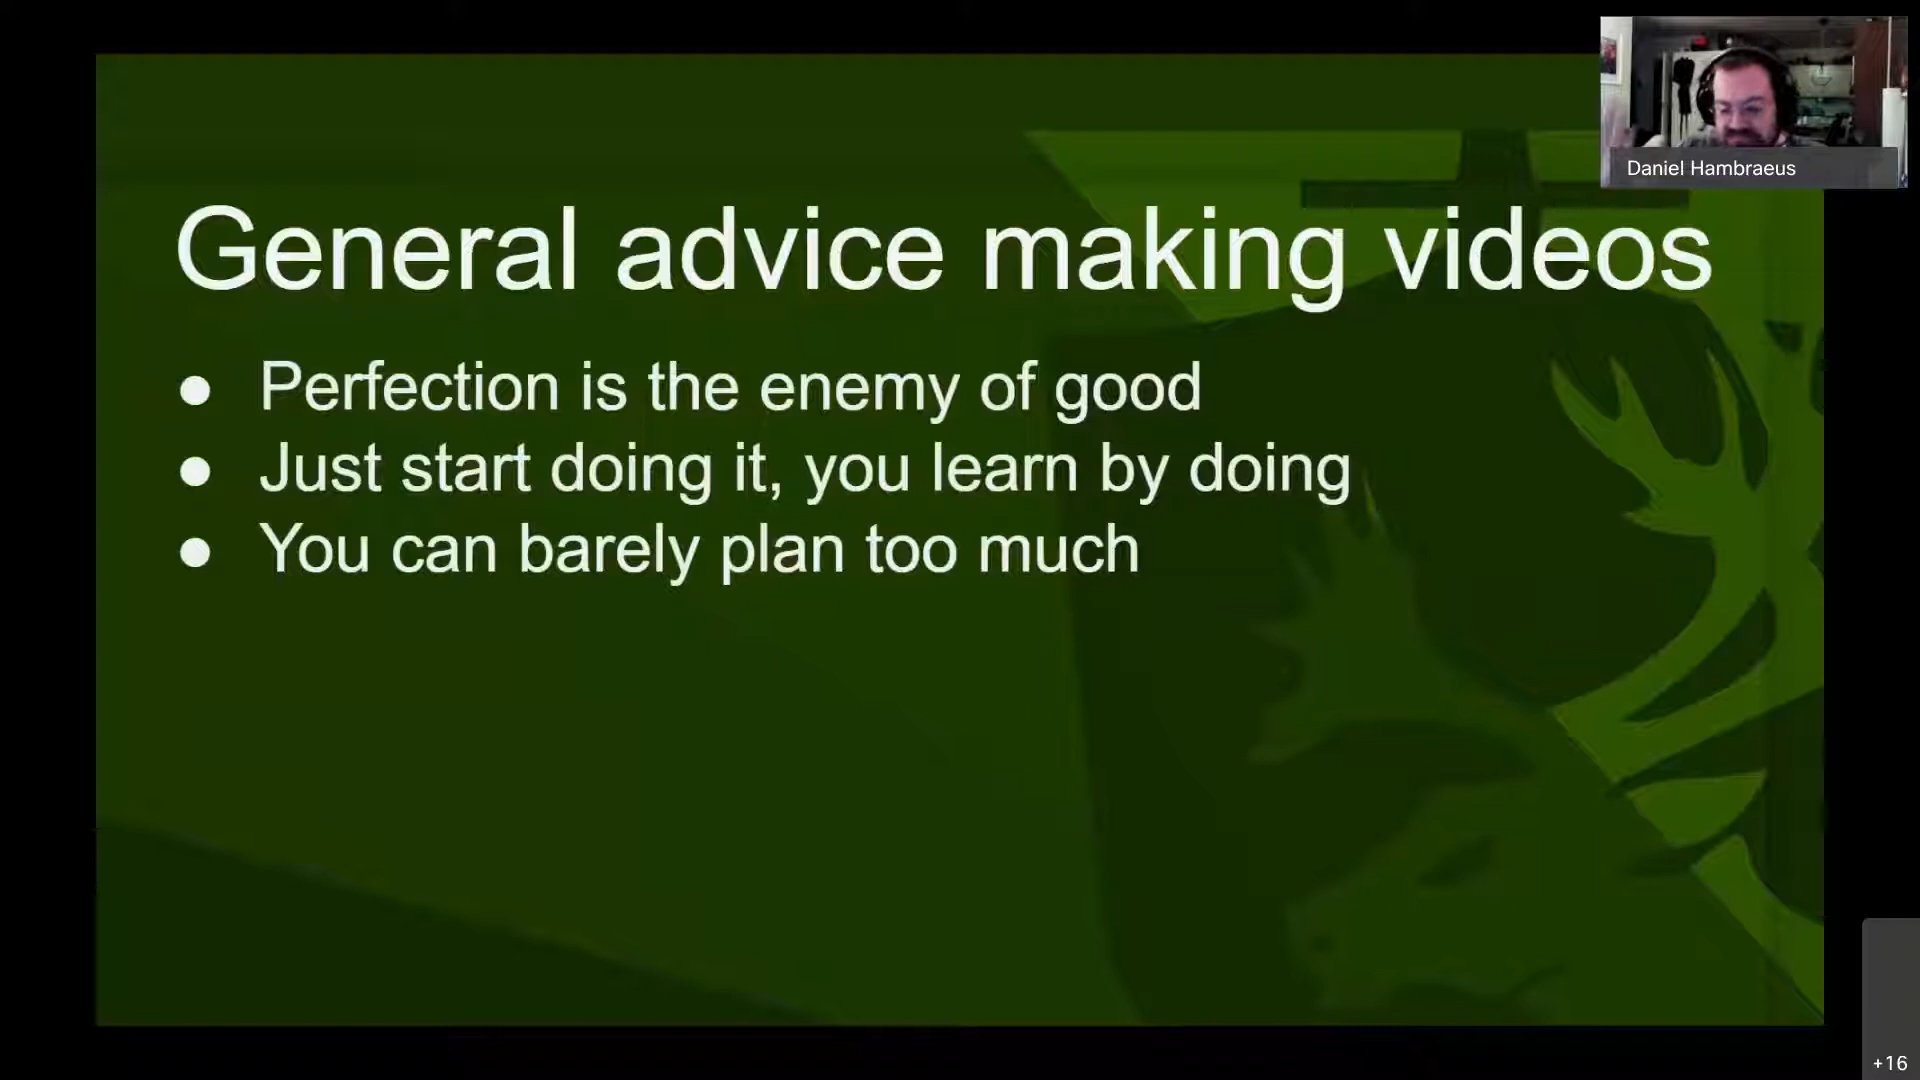 Daniel Hambraeus
General advice making videos
● Perfection is the enemy of good
● Just start doing it, you learn by doing
● You can barely plan too much
+16